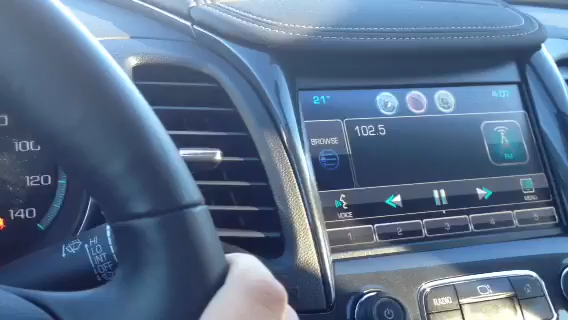 100
120
140
HI
LO
INT
OFF
21°
4:07
102.5
BROWSE
FM
VOICE
MENU
1 2 3 4 5
RADIO